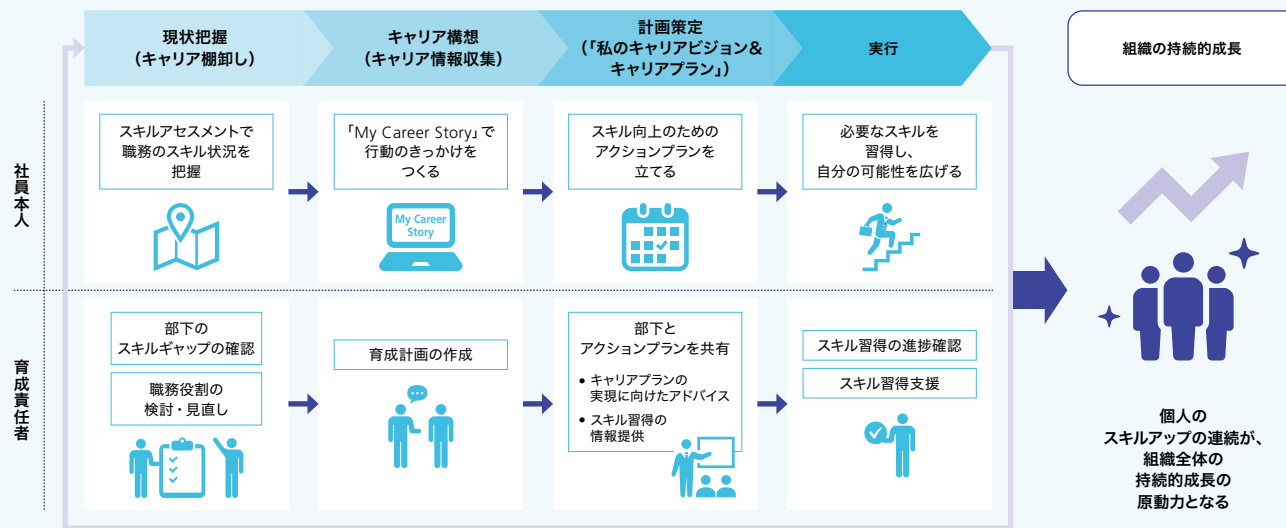 現状把握
(キャリア棚卸し)
キャリア構想
(キャリア情報収集)
計画策定
(「私のキャリアビジョン&
キャリアプラン」)
実行
組織の持続的成長
社員本人
スキルアセスメントで
職務のスキル状況を
把握
「My Career Story」で
行動のきっかけを
つくる
My Career
Story
スキル向上のための
アクションプランを
立てる
必要なスキルを
習得し、
自分の可能性を広げる
育成責任者
部下の
スキルギャップの確認
職務役割の
検討・見直し
育成計画の作成
部下と
アクションプランを共有
• キャリアプランの
実現に向けたアドバイス
• スキル習得の
情報提供
スキル習得の進捗確認
スキル習得支援
個人の
スキルアップの連続が、
組織全体の
持続的成長の
原動力となる